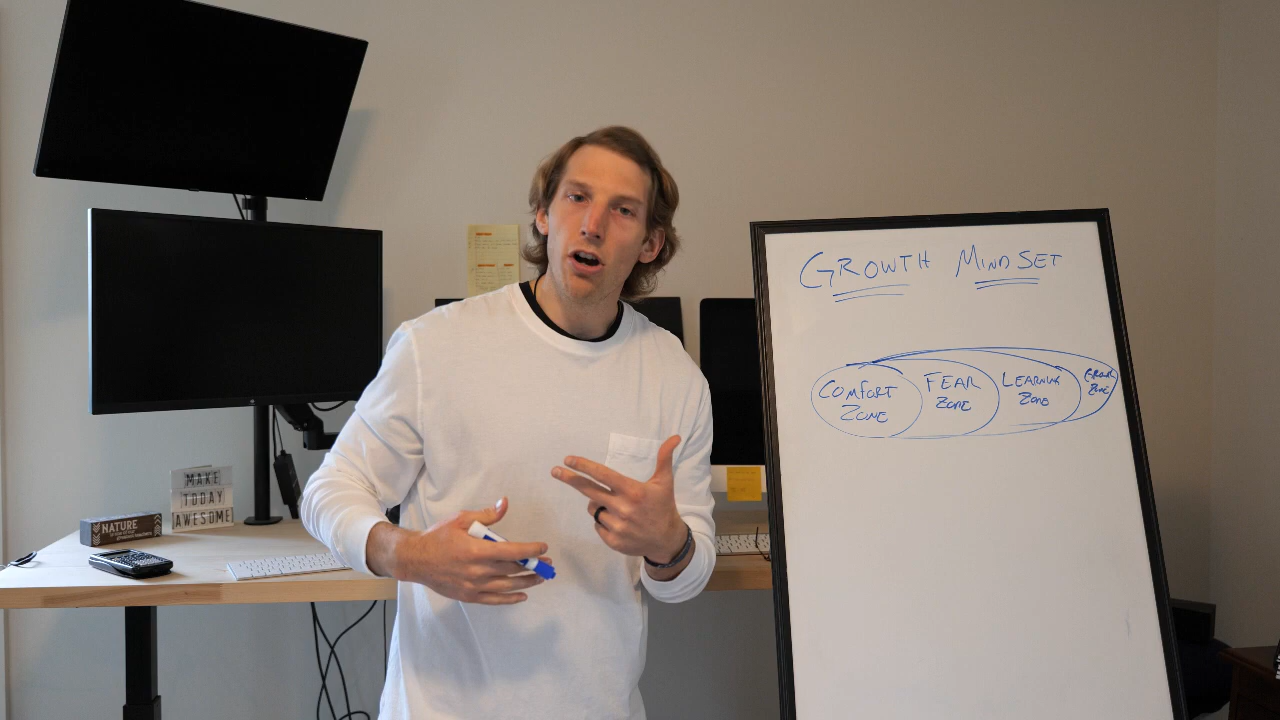 GROWTH MINDSET
COMFORT ZONE
FEAR ZONE
LEARNING ZONE
GROWTH ZONE
MAKE
TODAY
AWESOME
NATURE